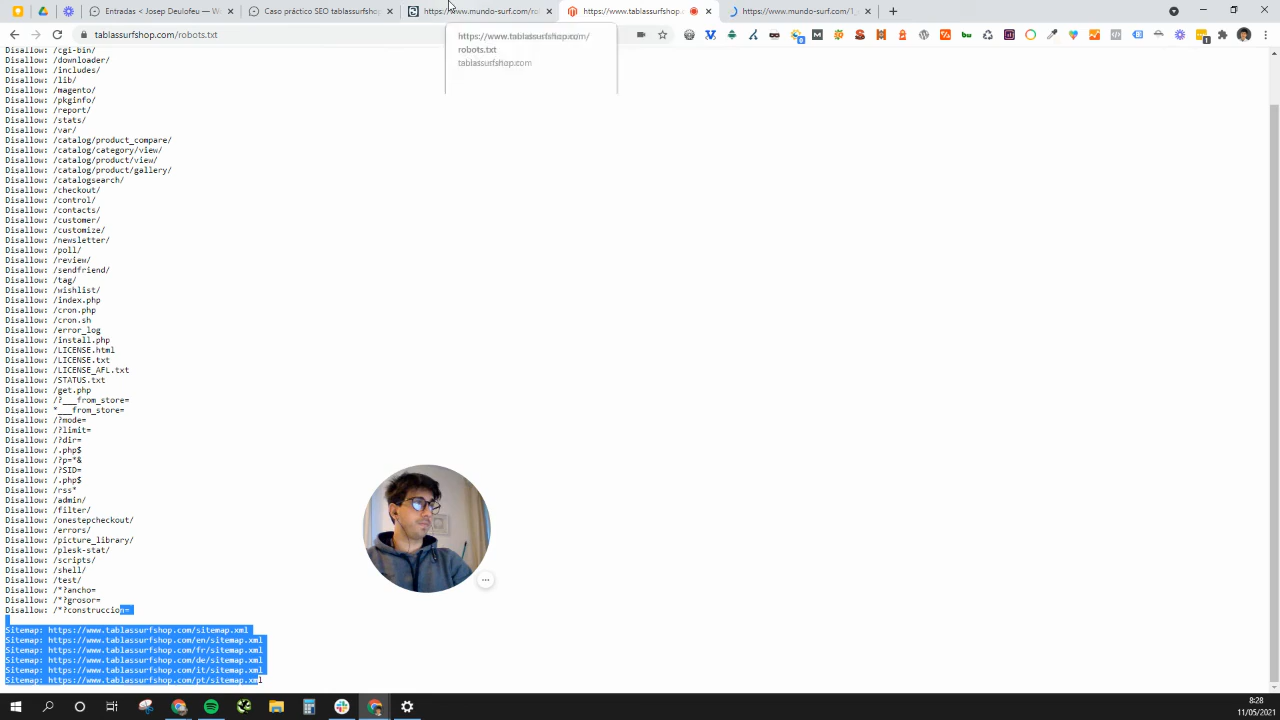 Entradas < Josep Deulofeu — W
Caso práctico SEO tablassurfshop
https://www.mundo-surf.com/ro
https://www.tablassurfshop.com
https://www.mundo-surf.com/1_
tablassurfshop.com/robots.txt
https://www.tablassurfshop.com/
robots.txt
tablassurfshop.com
Disallow: /cgi-bin/
Disallow: /downloader/
Disallow: /includes/
Disallow: /lib/
Disallow: /magento/
Disallow: /pkginfo/
Disallow: /report/
Disallow: /stats/
Disallow: /var/
Disallow: /catalog/product_compare/
Disallow: /catalog/category/view/
Disallow: /catalog/product/view/
Disallow: /catalog/product/gallery/
Disallow: /catalogsearch/
Disallow: /checkout/
Disallow: /control/
Disallow: /contacts/
Disallow: /customer/
Disallow: /customize/
Disallow: /newsletter/
Disallow: /poll/
Disallow: /review/
Disallow: /sendfriend/
Disallow: /tag/
Disallow: /wishlist/
Disallow: /index.php
Disallow: /cron.php
Disallow: /cron.sh
Disallow: /error_log
Disallow: /install.php
Disallow: /LICENSE.html
Disallow: /LICENSE.txt
Disallow: /LICENSE_AFL.txt
Disallow: /STATUS.txt
Disallow: /get.php
Disallow: /?___from_store=
Disallow: *___from_store=
Disallow: /?mode=
Disallow: /?limit=
Disallow: /?dir=
Disallow: /.php$
Disallow: /?p=*&
Disallow: /?SID=
Disallow: /.php$
Disallow: /rss*
Disallow: /admin/
Disallow: /filter/
Disallow: /onestepcheckout/
Disallow: /errors/
Disallow: /picture_library/
Disallow: /plesk-stat/
Disallow: /scripts/
Disallow: /shell/
Disallow: /test/
Disallow: /*?ancho=
Disallow: /*?grosor=
Disallow: /*?construccion=
Sitemap: https://www.tablassurfshop.com/sitemap.xml
Sitemap: https://www.tablassurfshop.com/en/sitemap.xml
Sitemap: https://www.tablassurfshop.com/fr/sitemap.xml
Sitemap: https://www.tablassurfshop.com/de/sitemap.xml
Sitemap: https://www.tablassurfshop.com/it/sitemap.xml
Sitemap: https://www.tablassurfshop.com/pt/sitemap.xml
8:28
11/05/2021